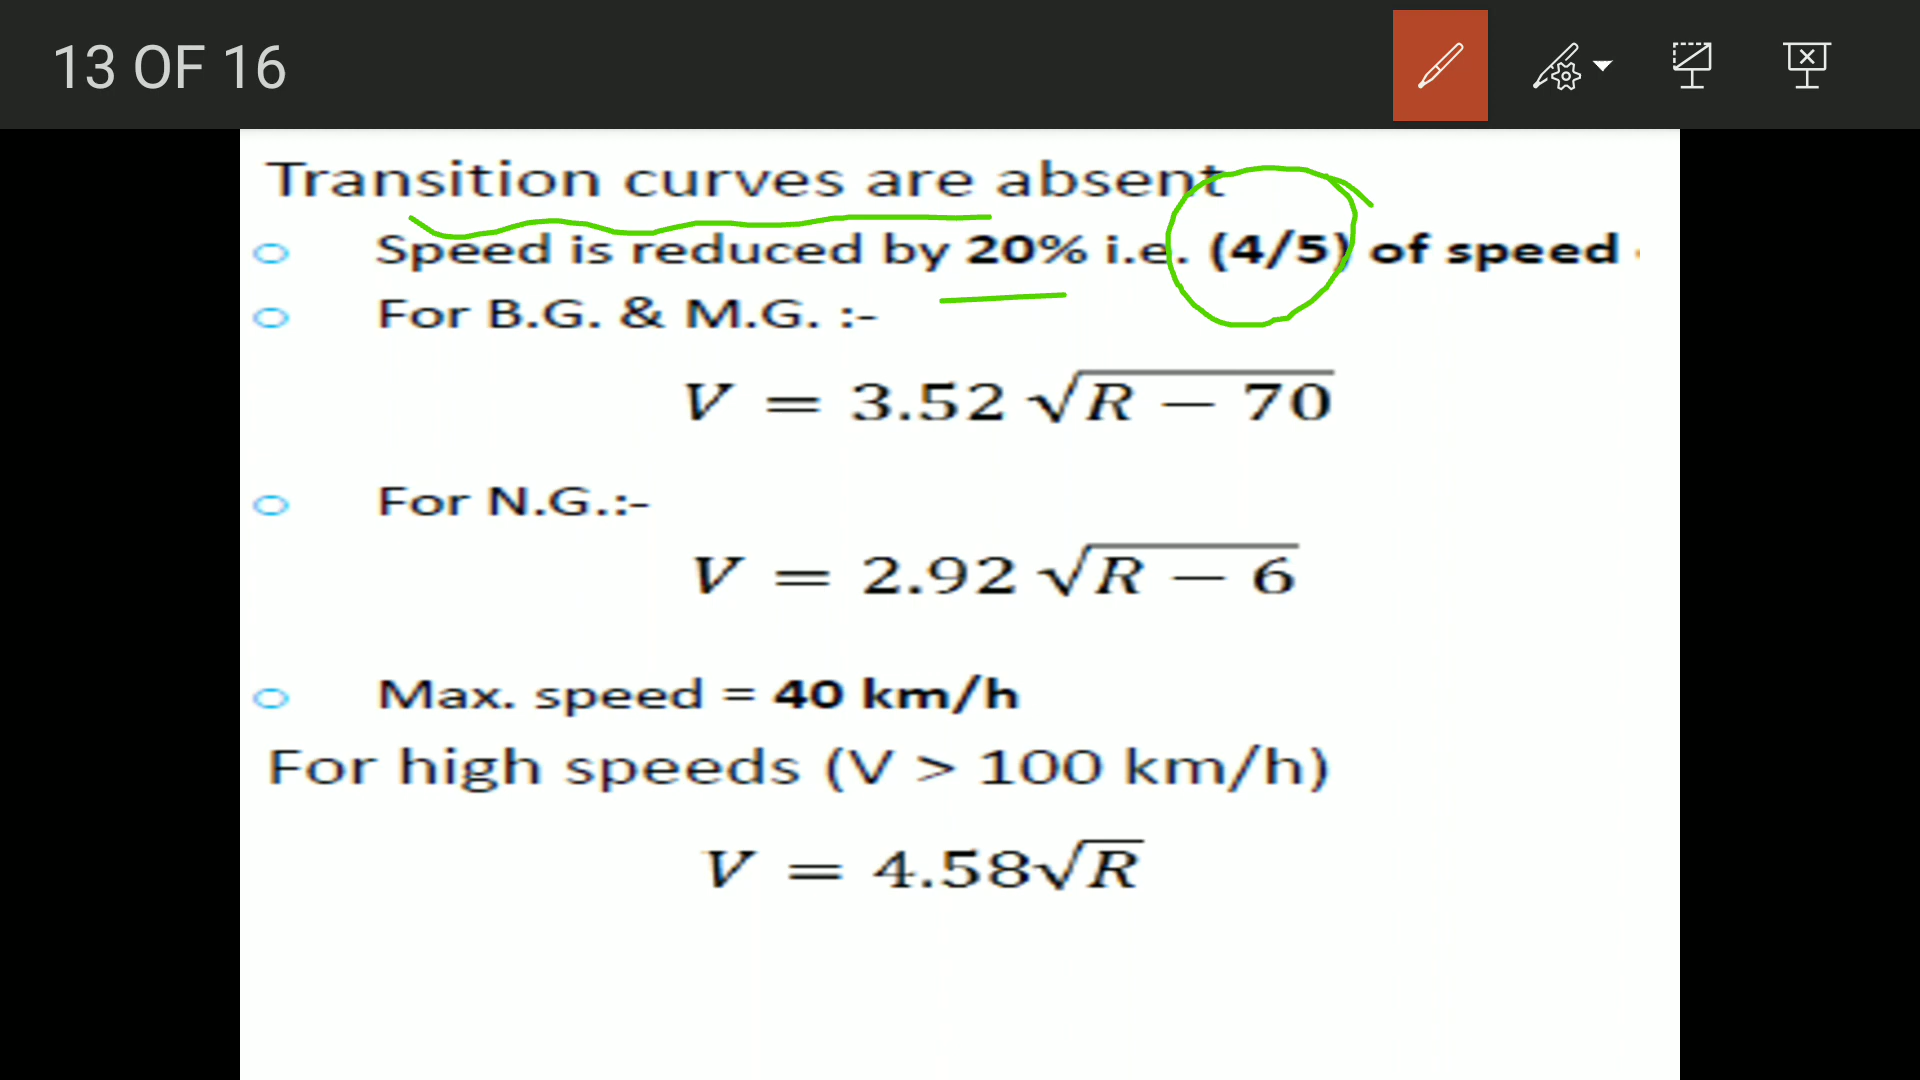 13 OF 16
Transition curves are absent
Speed is reduced by 20% i.e. (4/5) of speed
For B.G. & M.G. :-
V = 3.52 √R − 70
For N.G.:-
V = 2.92 √R − 6
Max. speed = 40 km/h
For high speeds (V > 100 km/h)
V = 4.58√R